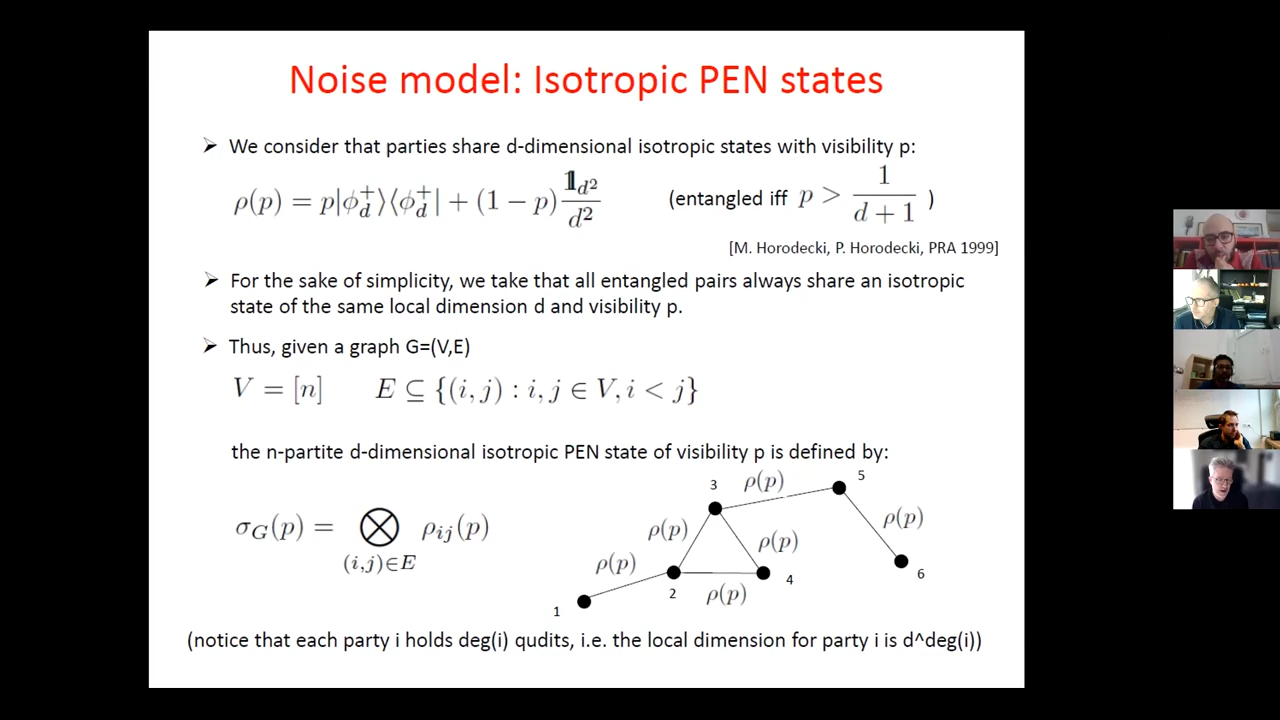 Noise model: Isotropic PEN states
➢ We consider that parties share d-dimensional isotropic states with visibility p:
ρ(p) = p|ϕ_d^+⟩⟨ϕ_d^+| + (1 − p) 𝟙_{d^2}/d^2 (entangled iff p > 1/(d + 1) )
[M. Horodecki, P. Horodecki, PRA 1999]
➢ For the sake of simplicity, we take that all entangled pairs always share an isotropic
state of the same local dimension d and visibility p.
➢ Thus, given a graph G=(V,E)
V = [n] E ⊆ {(i, j) : i, j ∈ V, i < j}
the n-partite d-dimensional isotropic PEN state of visibility p is defined by:
σ_G(p) = ⨂_{(i,j)∈E} ρ_{ij}(p)
3 ρ(p) 5
ρ(p) ρ(p) ρ(p)
ρ(p) 4
1 2 ρ(p) 6
(notice that each party i holds deg(i) qudits, i.e. the local dimension for party i is d^deg(i))